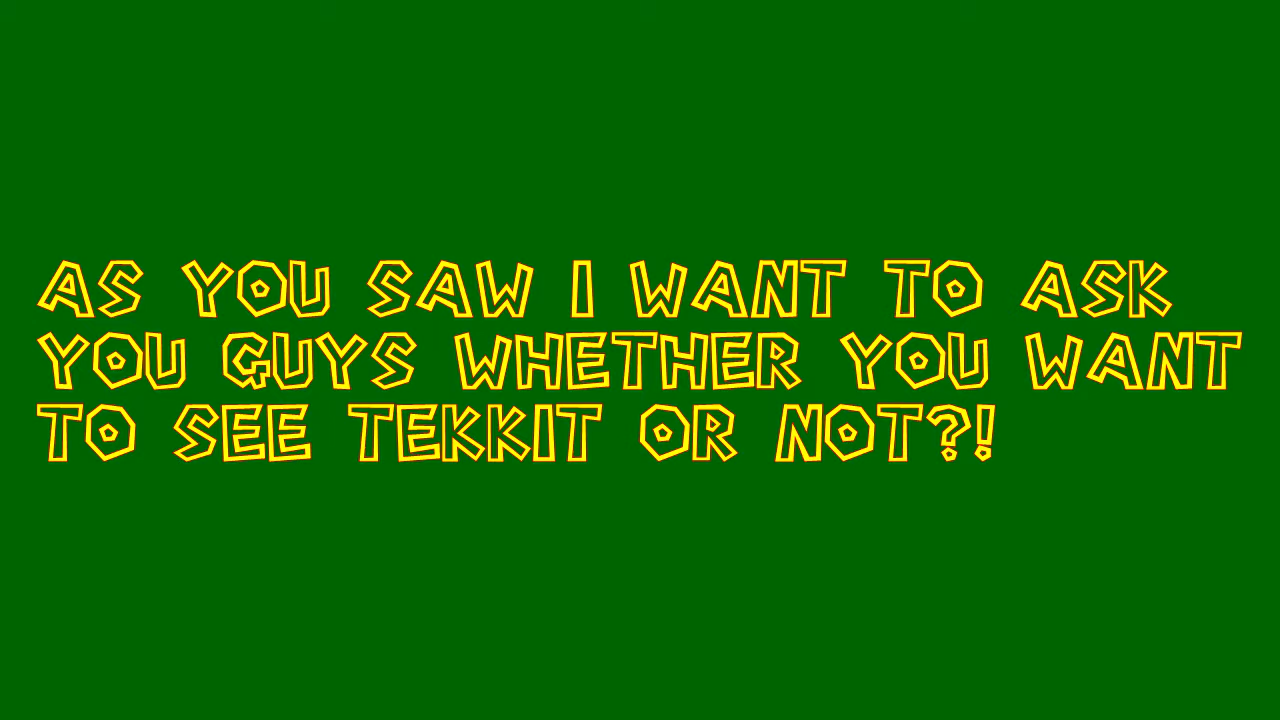 AS YOU SAW I WANT TO ASK
YOU GUYS WHETHER YOU WANT
TO SEE TEKKIT OR NOT?!